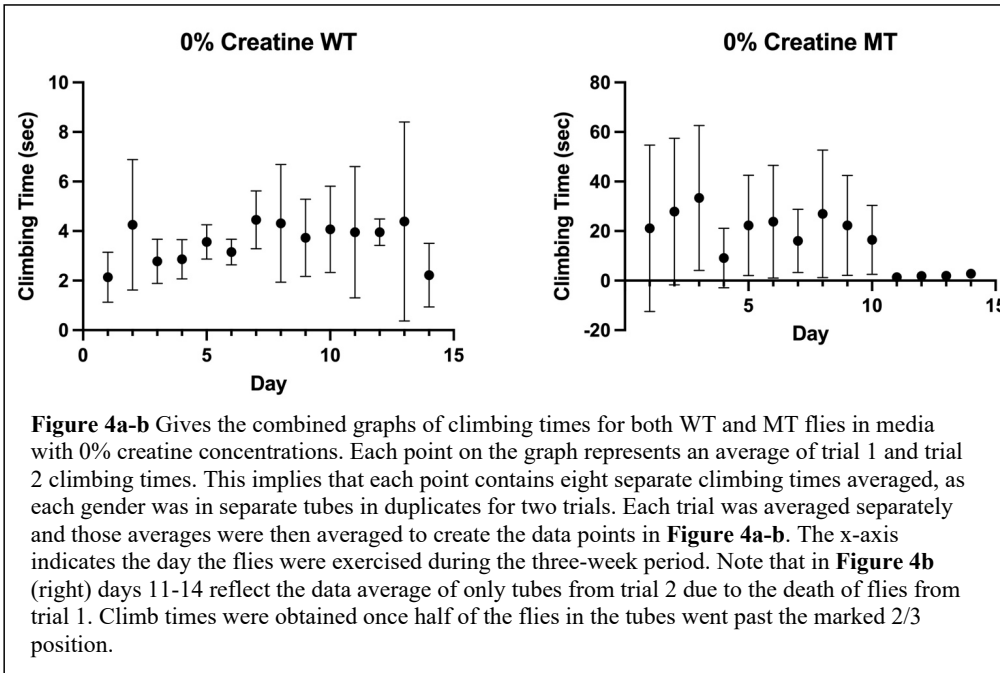 0% Creatine WT
10
8
6
4
2
0
Climbing Time (sec)
0
5
10
15
Day
0% Creatine MT
80
60
40
20
0
-20
Climbing Time (sec)
5
10
15
Day
Figure 4a-b Gives the combined graphs of climbing times for both WT and MT flies in media
with 0% creatine concentrations. Each point on the graph represents an average of trial 1 and trial
2 climbing times. This implies that each point contains eight separate climbing times averaged, as
each gender was in separate tubes in duplicates for two trials. Each trial was averaged separately
and those averages were then averaged to create the data points in Figure 4a-b. The x-axis
indicates the day the flies were exercised during the three-week period. Note that in Figure 4b
(right) days 11-14 reflect the data average of only tubes from trial 2 due to the death of flies from
trial 1. Climb times were obtained once half of the flies in the tubes went past the marked 2/3
position.